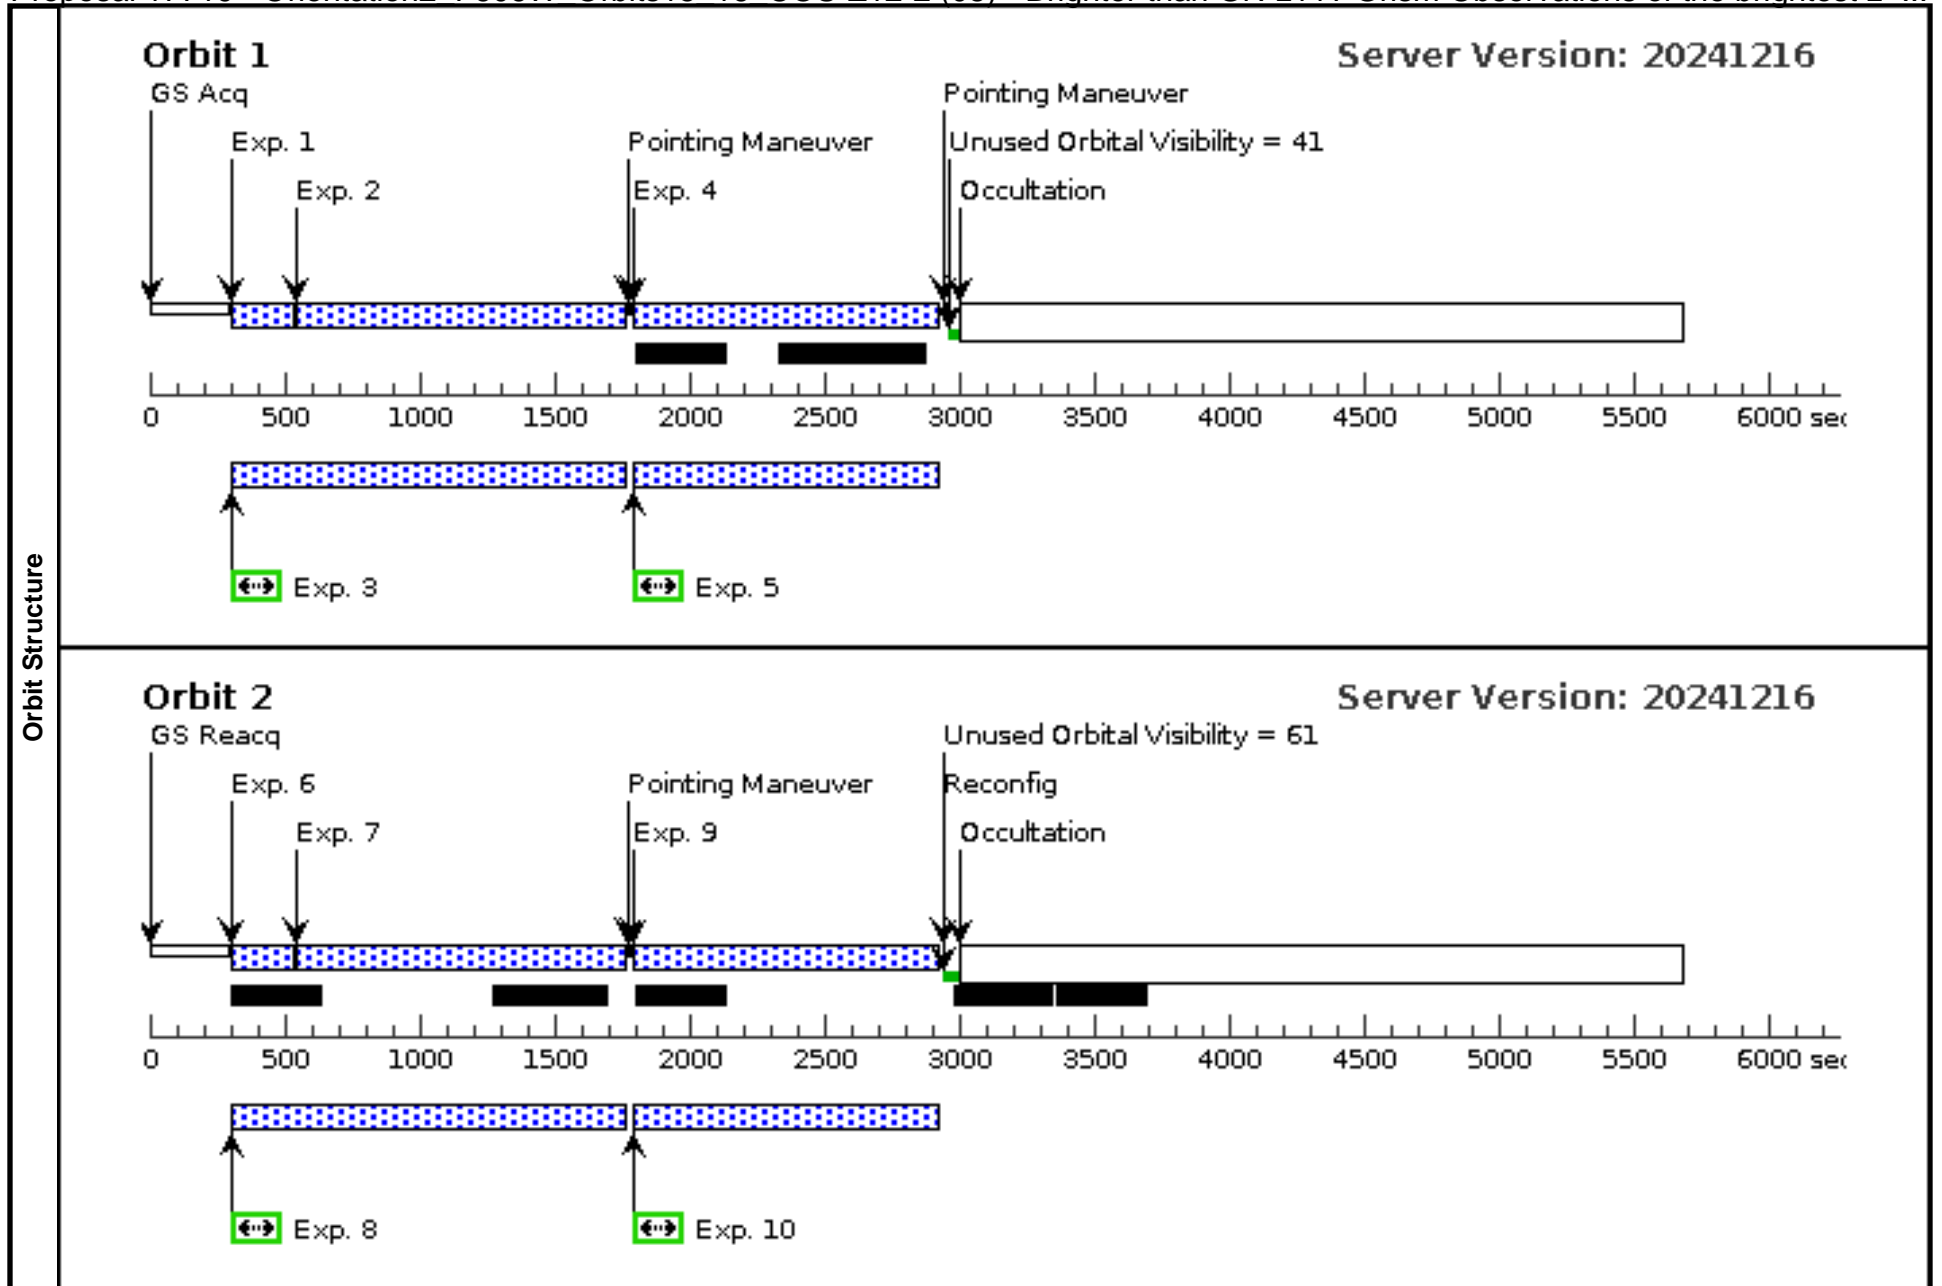 Orbit Structure
Orbit 1
Server Version: 20241216
GS Acq
Pointing Maneuver
Exp. 1
Pointing Maneuver
Unused Orbital Visibility = 41
Exp. 2
Exp. 4
Occultation
0 500 1000 1500 2000 2500 3000 3500 4000 4500 5000 5500 6000 sec
Exp. 3
Exp. 5
Orbit 2
Server Version: 20241216
GS Reacq
Unused Orbital Visibility = 61
Exp. 6
Pointing Maneuver
Reconfig
Exp. 7
Exp. 9
Occultation
0 500 1000 1500 2000 2500 3000 3500 4000 4500 5000 5500 6000 sec
Exp. 8
Exp. 10